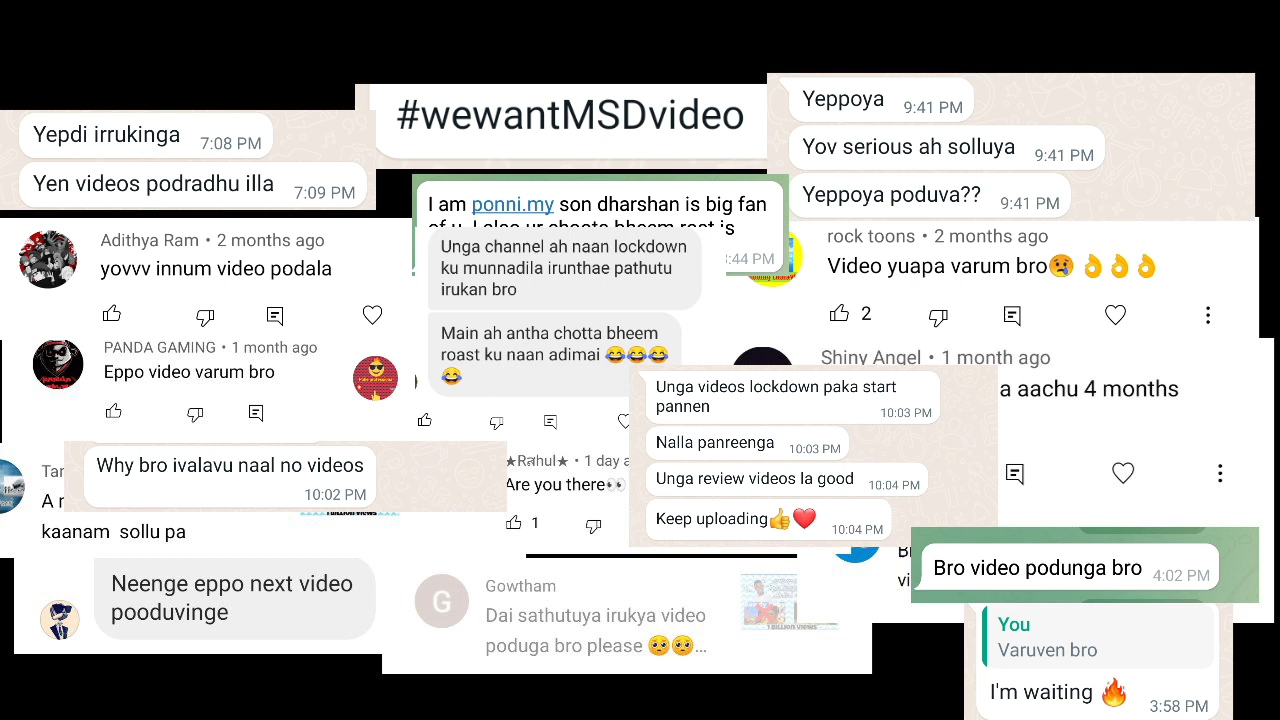 #wewantMSDvideo
Yepdi irrukinga 7:08 PM
Yen videos podradhu illa 7:09 PM
Yeppoya 9:41 PM
Yov serious ah solluya 9:41 PM
Yeppoya poduva?? 9:41 PM
I am ponni.my son dharshan is big fan
:44 PM
Adithya Ram • 2 months ago
yovvv innum video podala
Unga channel ah naan lockdown
ku munnadila irunthae pathutu
irukan bro
Main ah antha chotta bheem
roast ku naan adimai 😂😂😂
😂
rock toons • 2 months ago
Video yuapa varum bro😢👌👌👌
2
PANDA GAMING • 1 month ago
Eppo video varum bro
Shiny Angel • 1 month ago
a aachu 4 months
Unga videos lockdown paka start
pannen
10:03 PM
Nalla panreenga 10:03 PM
Unga review videos la good 10:04 PM
Keep uploading👍❤️ 10:04 PM
Why bro ivalavu naal no videos
10:02 PM
Tar
kaanam sollu pa
★Rahul★ • 1 day a
Are you there👀
1
Neenge eppo next video
pooduvinge
G
Gowtham
Dai sathutuya irukya video
poduga bro please 🥺🥺...
1 BILLION VIEWS
Bro video podunga bro 4:02 PM
You
Varuven bro
I'm waiting 🔥 3:58 PM